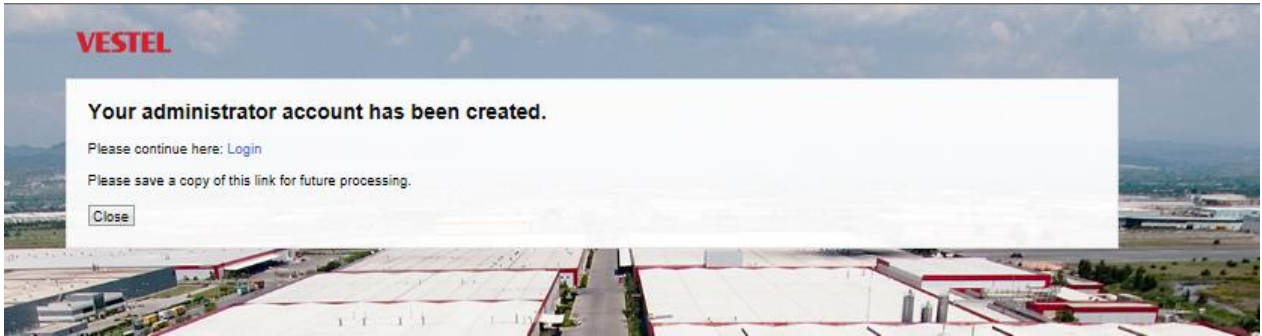 VESTEL
Your administrator account has been created.
Please continue here: Login
Please save a copy of this link for future processing.
Close